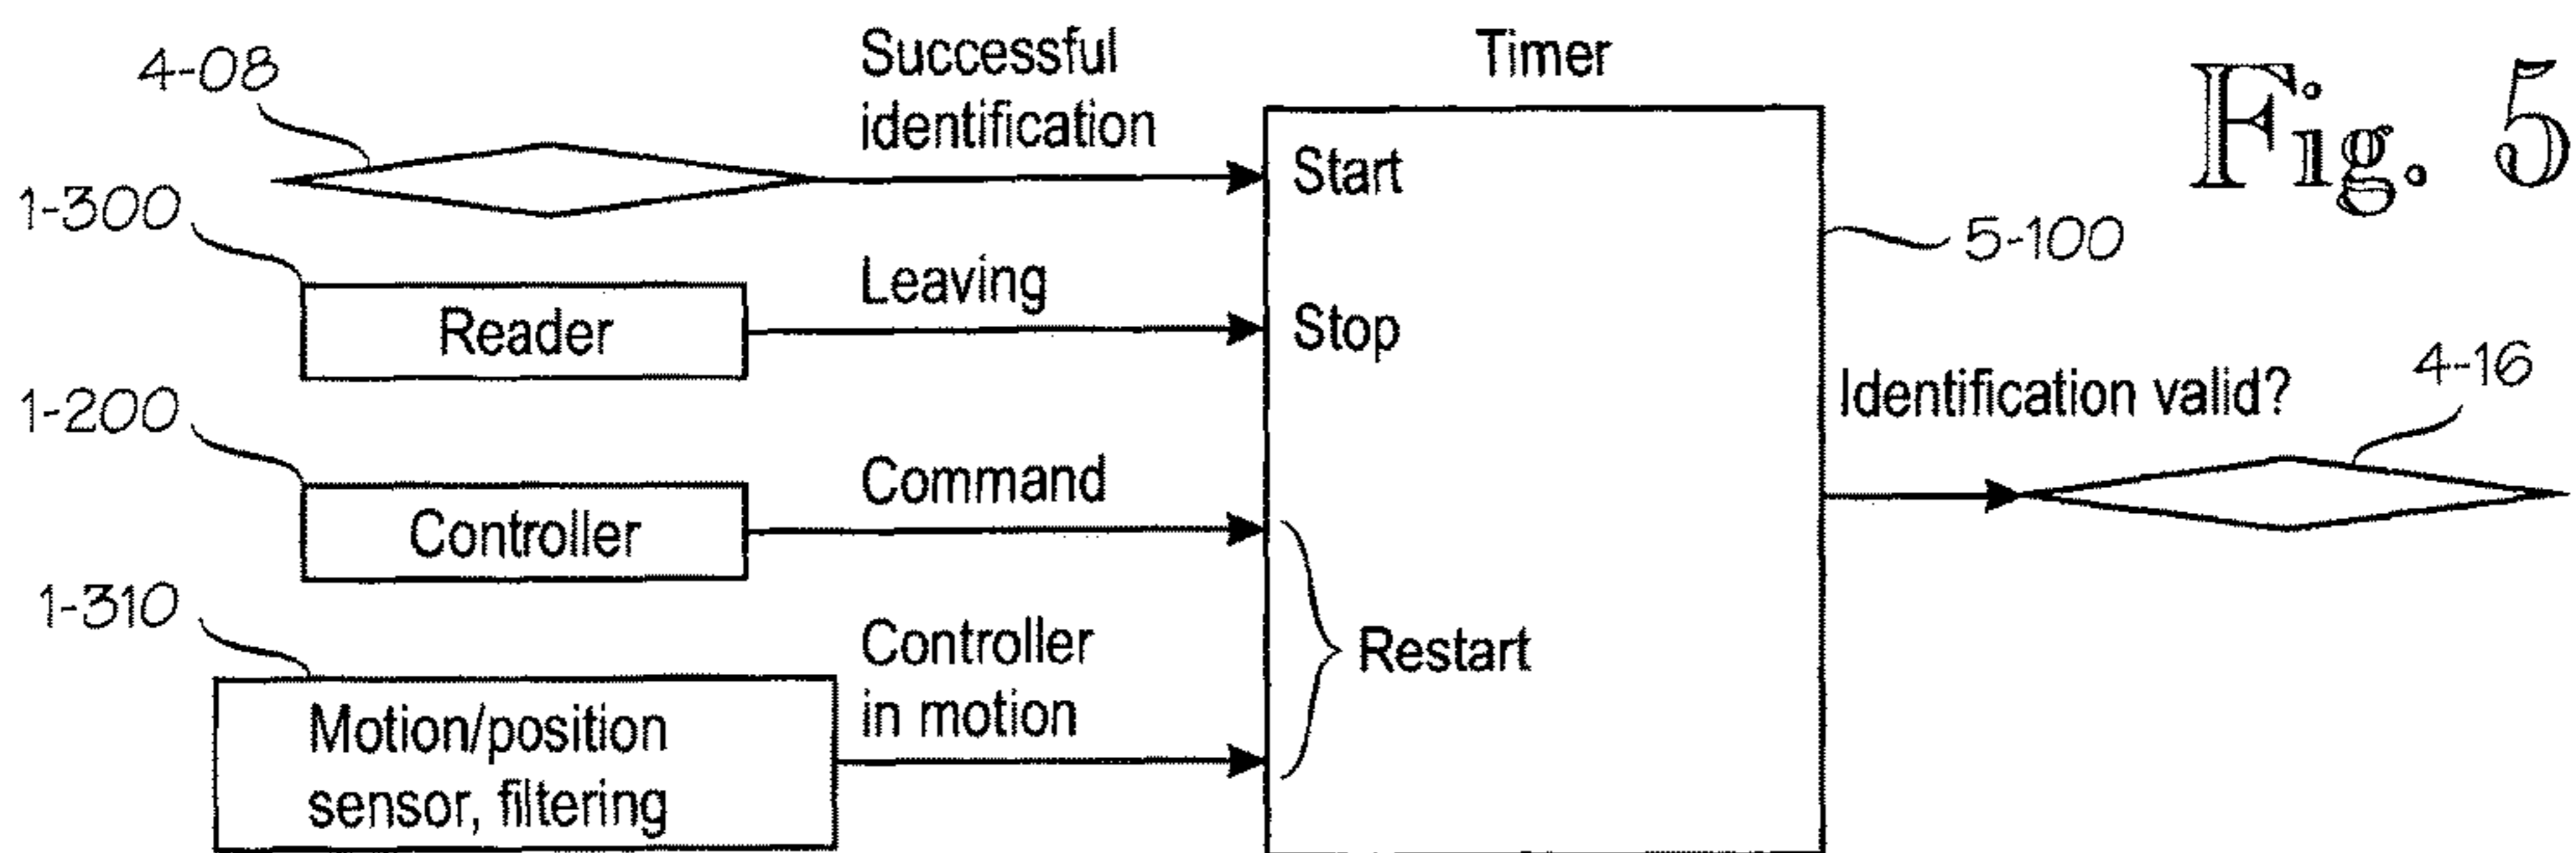 Fig. 5
4-08
Successful
identification
Timer
Start
1-300
Reader
Leaving
Stop
5-100
1-200
Controller
Command
Identification valid?
4-16
1-310
Motion/position
sensor, filtering
Controller
in motion
Restart